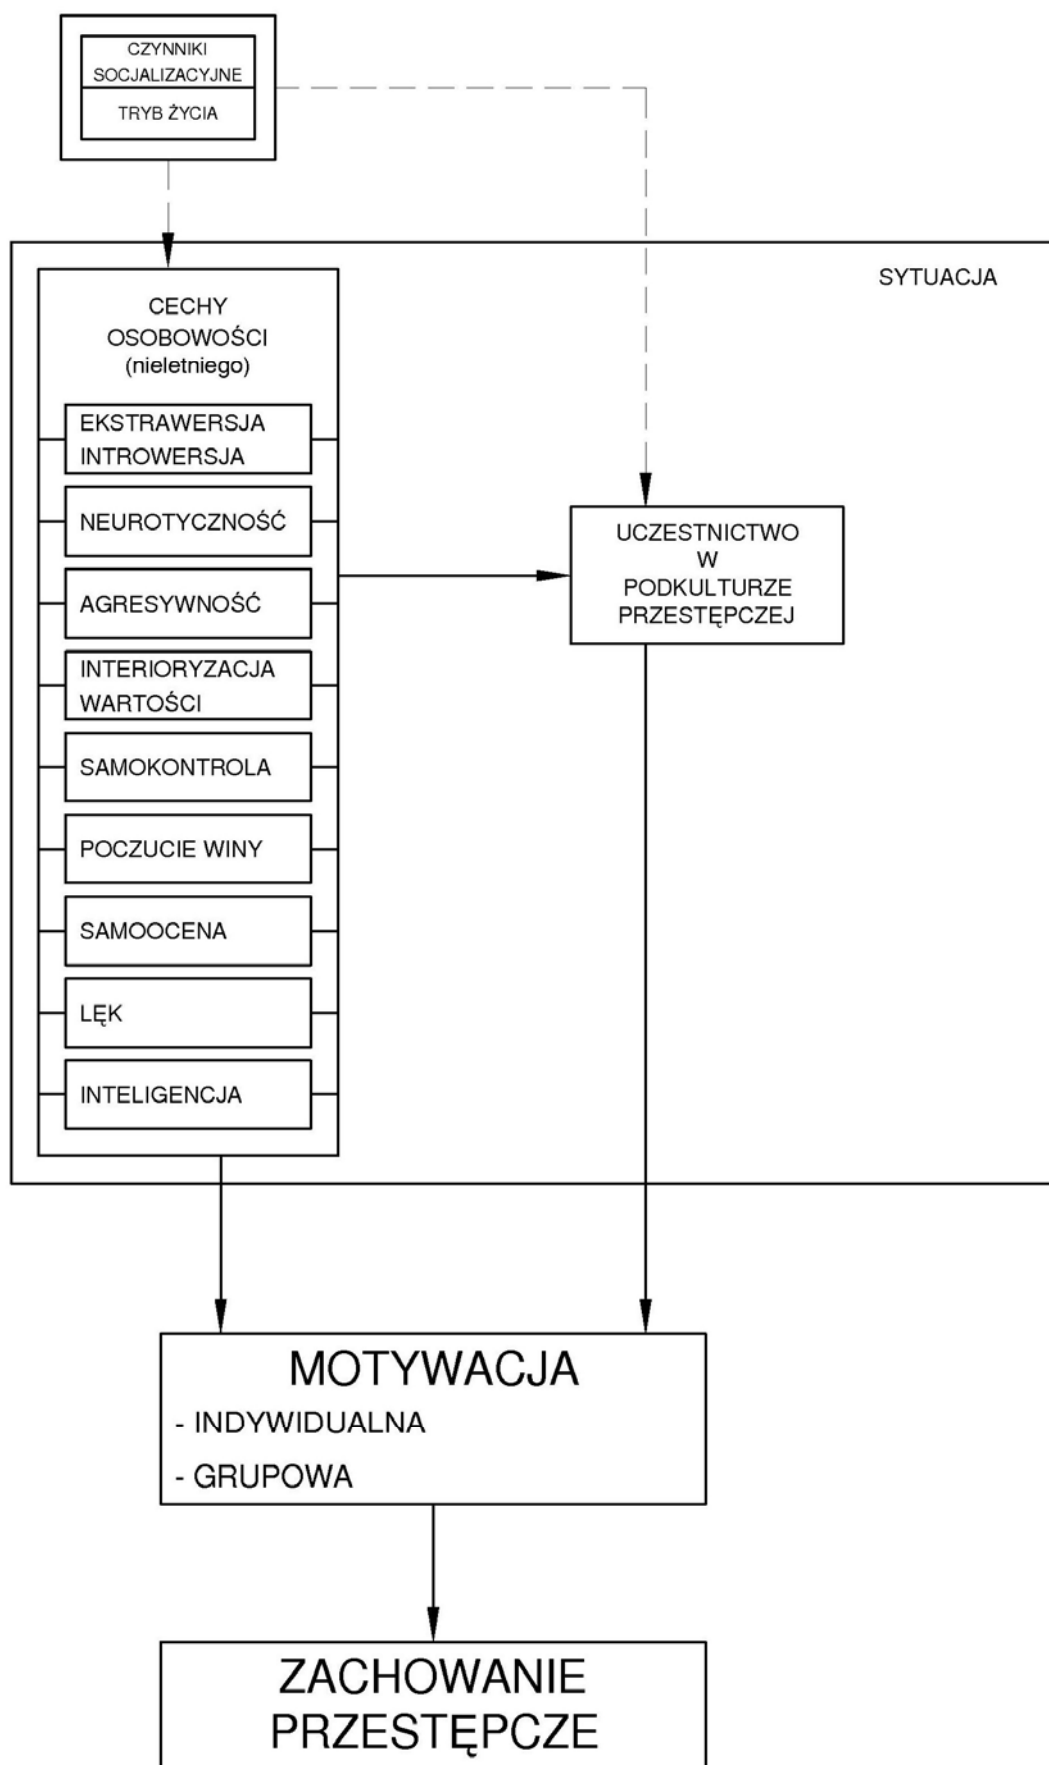 CZYNNIKI
SOCJALIZACYJNE
TRYB ŻYCIA
SYTUACJA
CECHY
OSOBOWOŚCI
(nieletniego)
EKSTRAWERSJA
INTROWERSJA
NEUROTYCZNOŚĆ
AGRESYWNOŚĆ
INTERIORYZACJA
WARTOŚCI
SAMOKONTROLA
POCZUCIE WINY
SAMOOCENA
LĘK
INTELIGENCJA
UCZESTNICTWO
W
PODKULTURZE
PRZESTĘPCZEJ
MOTYWACJA
- INDYWIDUALNA
- GRUPOWA
ZACHOWANIE
PRZESTĘPCZE